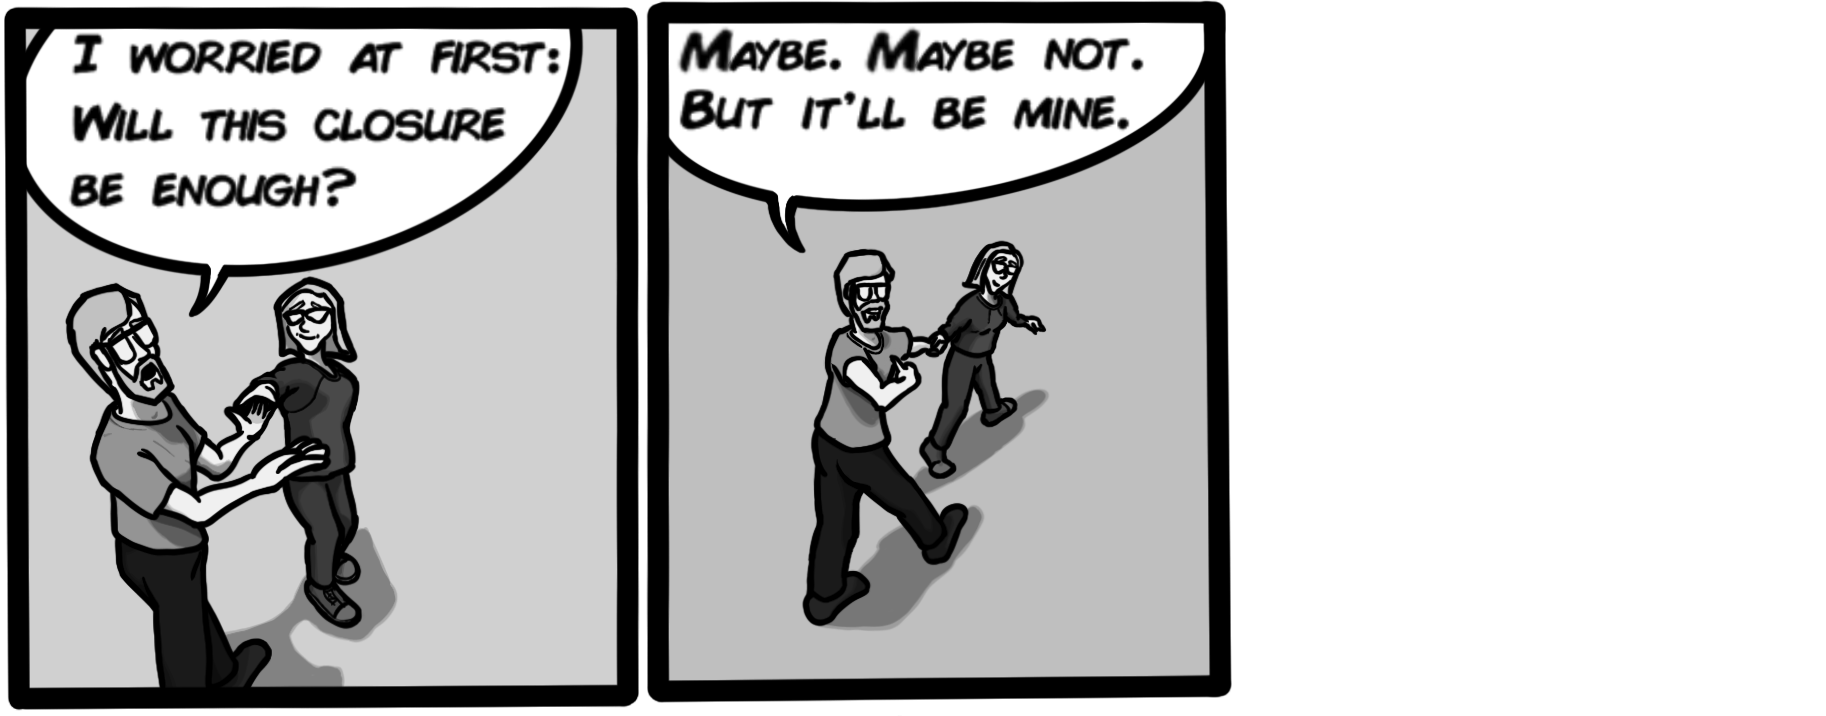 I WORRIED AT FIRST:
WILL THIS CLOSURE
BE ENOUGH?
MAYBE. MAYBE NOT.
BUT IT'LL BE MINE.